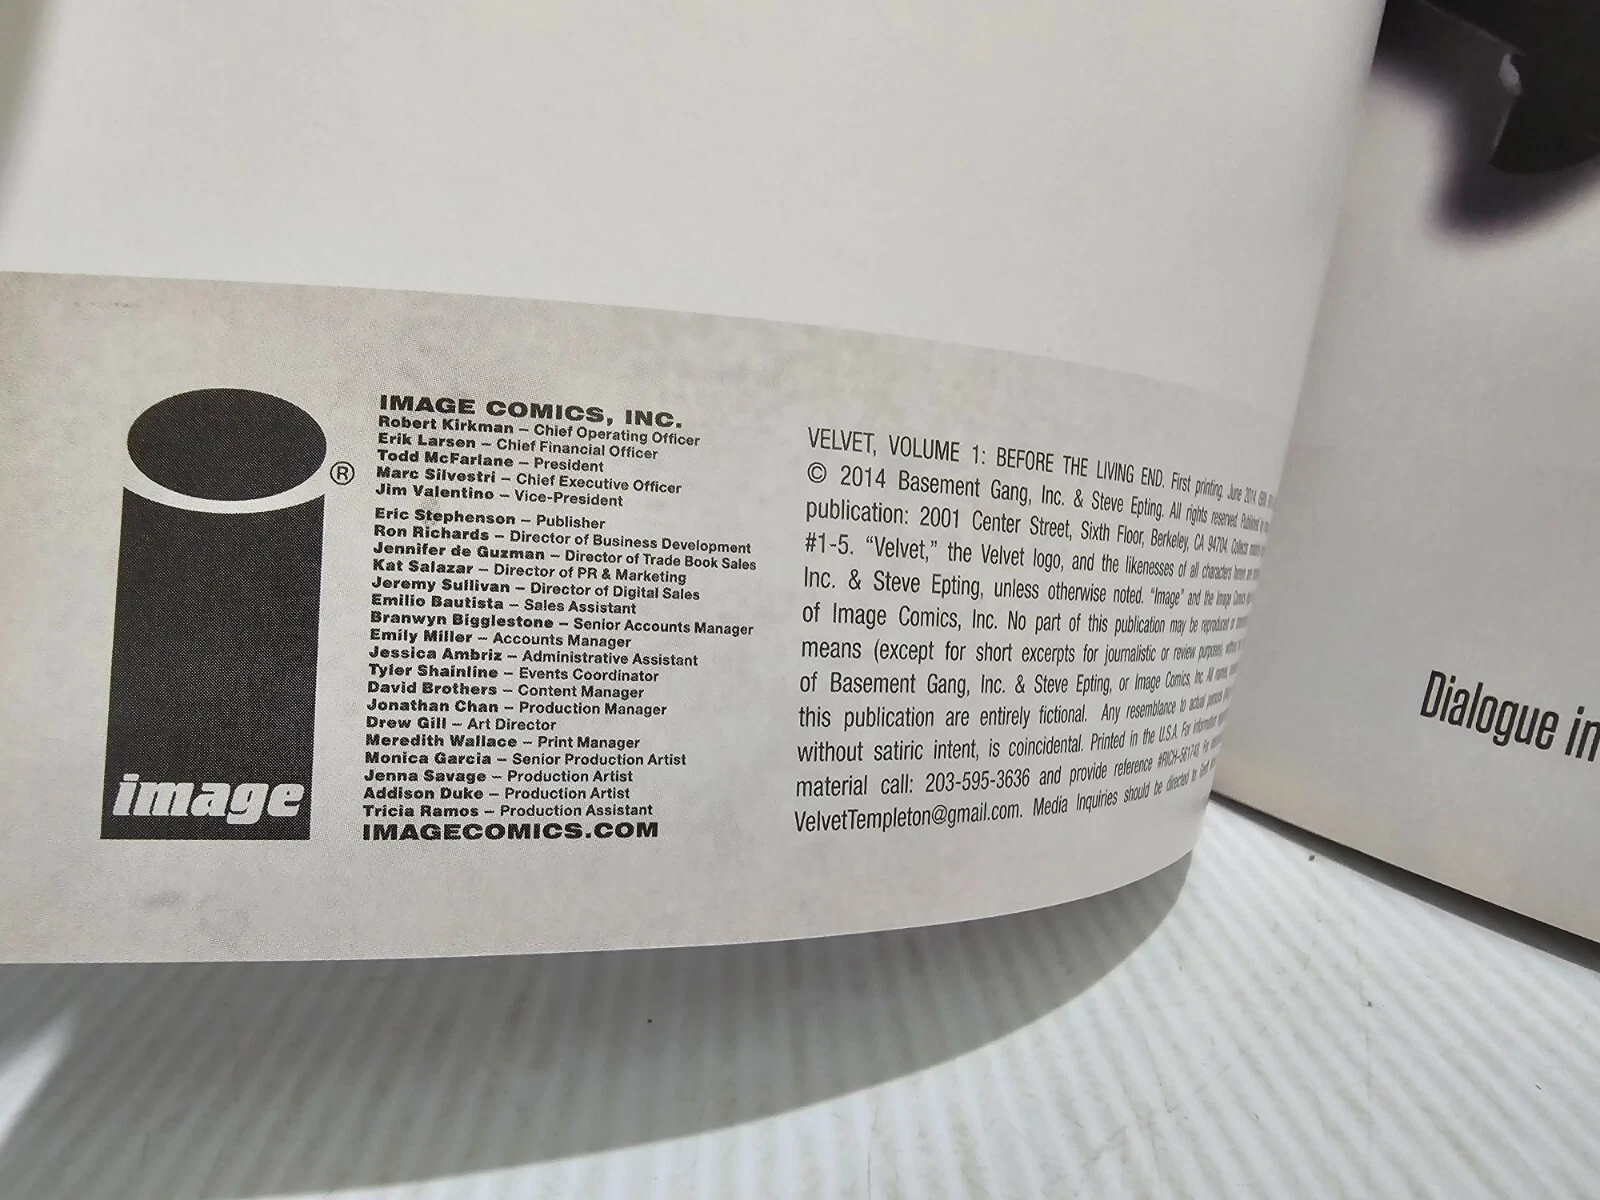 image
®
IMAGE COMICS, INC.
Robert Kirkman – Chief Operating Officer
Erik Larsen – Chief Financial Officer
Todd McFarlane – President
Marc Silvestri – Chief Executive Officer
Jim Valentino – Vice-President
Eric Stephenson – Publisher
Ron Richards – Director of Business Development
Jennifer de Guzman – Director of Trade Book Sales
Kat Salazar – Director of PR & Marketing
Jeremy Sullivan – Director of Digital Sales
Emilio Bautista – Sales Assistant
Branwyn Bigglestone – Senior Accounts Manager
Emily Miller – Accounts Manager
Jessica Ambriz – Administrative Assistant
Tyler Shainline – Events Coordinator
David Brothers – Content Manager
Jonathan Chan – Production Manager
Drew Gill – Art Director
Meredith Wallace – Print Manager
Monica Garcia – Senior Production Artist
Jenna Savage – Production Artist
Addison Duke – Production Artist
Tricia Ramos – Production Assistant
IMAGECOMICS.COM
VELVET, VOLUME 1: BEFORE THE LIVING END. First printing. June 2014.
© 2014 Basement Gang, Inc. & Steve Epting. All rights reserved. Published
publication: 2001 Center Street, Sixth Floor, Berkeley, CA 94704. Collects
#1-5. “Velvet,” the Velvet logo, and the likenesses of all characters herein
Inc. & Steve Epting, unless otherwise noted. “Image” and the Image Comics
of Image Comics, Inc. No part of this publication may be reproduced or
means (except for short excerpts for journalistic or review purposes)
of Basement Gang, Inc. & Steve Epting, or Image Comics, Inc. All names,
this publication are entirely fictional. Any resemblance to actual persons
without satiric intent, is coincidental. Printed in the U.S.A. For information
material call: 203-595-3636 and provide reference #RICH–561743. For
VelvetTempleton@gmail.com. Media Inquiries should be directed to
Dialogue in